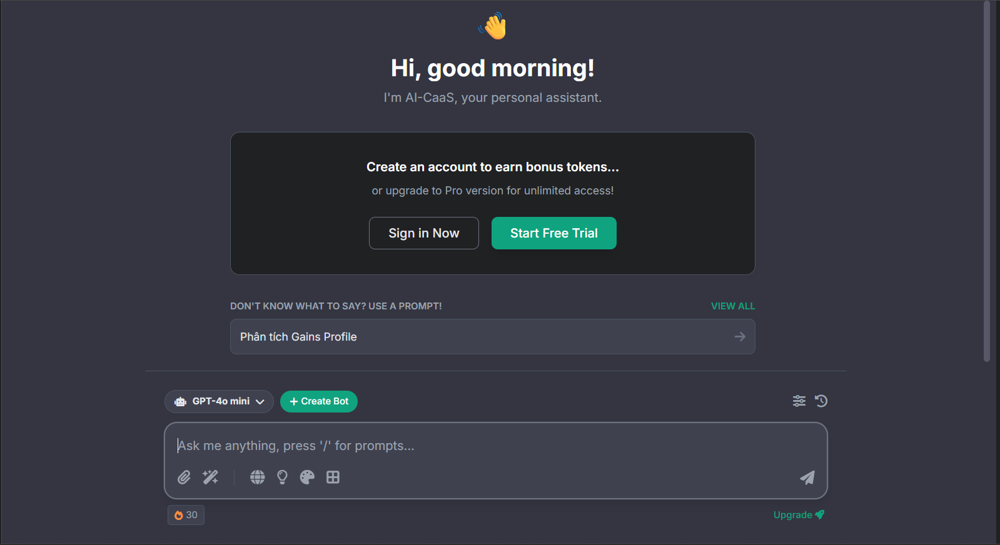 Hi, good morning!
I'm AI-CaaS, your personal assistant.
Create an account to earn bonus tokens...
or upgrade to Pro version for unlimited access!
Sign in Now
Start Free Trial
DON'T KNOW WHAT TO SAY? USE A PROMPT!
VIEW ALL
Phân tích Gains Profile
GPT-4o mini
+ Create Bot
Ask me anything, press '/' for prompts...
30
Upgrade